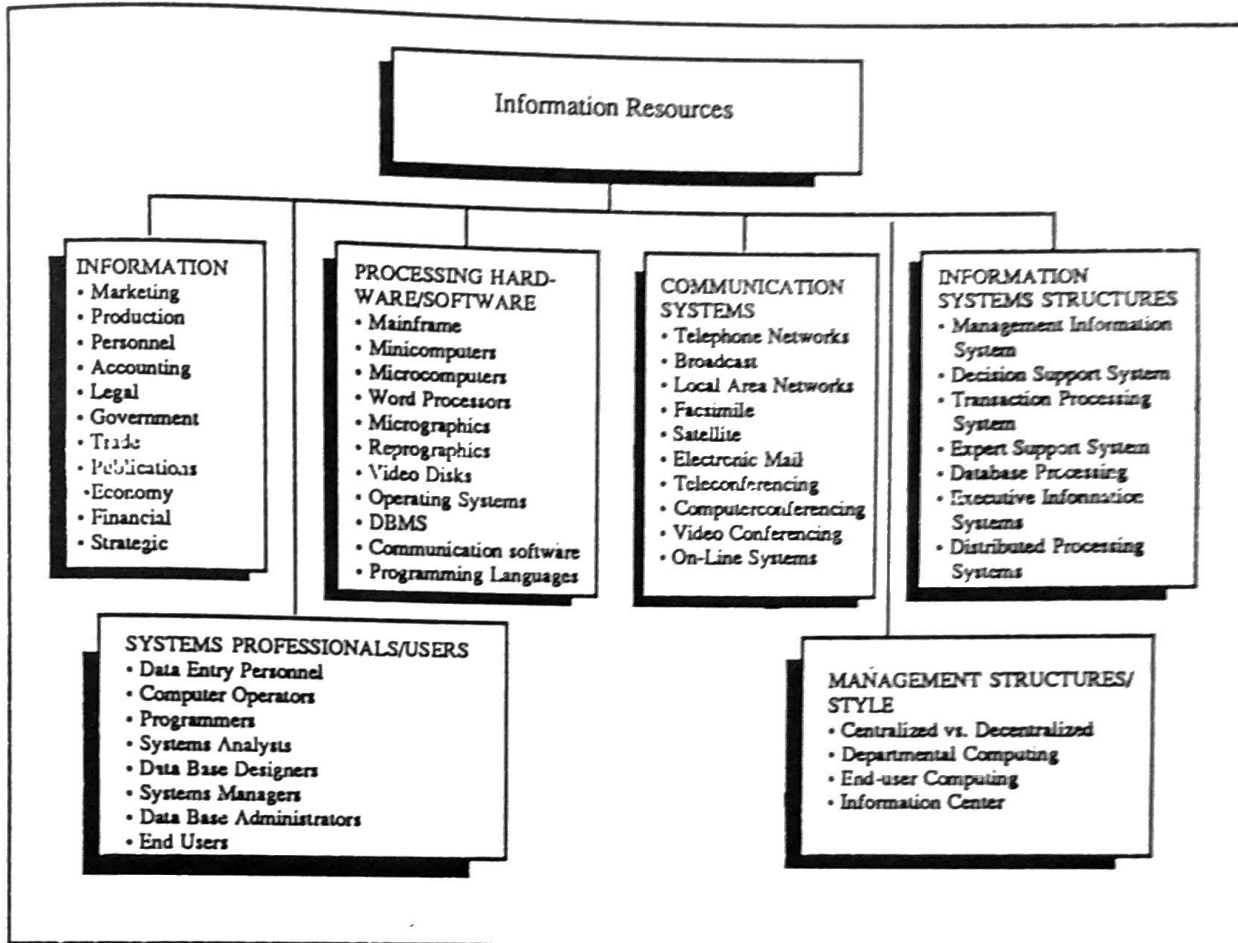 Information Resources
INFORMATION
• Marketing
• Production
• Personnel
• Accounting
• Legal
• Government
• Trade
• Publications
• Economy
• Financial
• Strategic
PROCESSING HARD-
WARE/SOFTWARE
• Mainframe
• Minicomputers
• Microcomputers
• Word Processors
• Micrographics
• Reprographics
• Video Disks
• Operating Systems
• DBMS
• Communication software
• Programming Languages
COMMUNICATION
SYSTEMS
• Telephone Networks
• Broadcast
• Local Area Networks
• Facsimile
• Satellite
• Electronic Mail
• Teleconferencing
• Computerconferencing
• Video Conferencing
• On-Line Systems
INFORMATION
SYSTEMS STRUCTURES
• Management Information
System
• Decision Support System
• Transaction Processing
System
• Expert Support System
• Database Processing
• Executive Information
Systems
• Distributed Processing
Systems
SYSTEMS PROFESSIONALS/USERS
• Data Entry Personnel
• Computer Operators
• Programmers
• Systems Analysts
• Data Base Designers
• Systems Managers
• Data Base Administrators
• End Users
MANAGEMENT STRUCTURES/
STYLE
• Centralized vs. Decentralized
• Departmental Computing
• End-user Computing
• Information Center